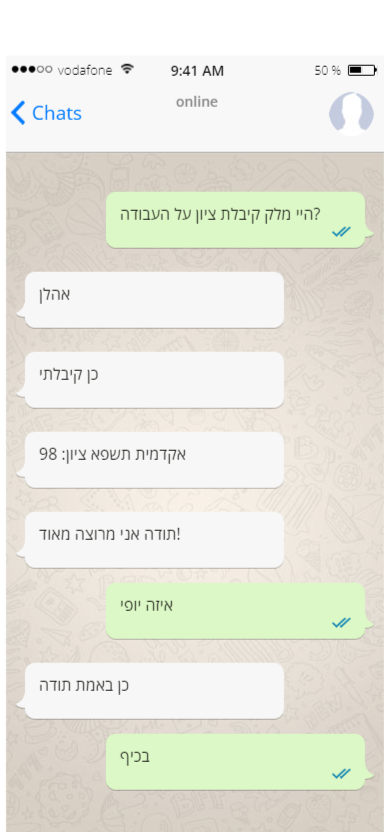 vodafone 9:41 AM 50 %
Chats online
היי מלק קיבלת ציון על העבודה?
אהלן
כן קיבלתי
אקדמית תשפא ציון: 98
תודה אני מרוצה מאוד!
איזה יופי
כן באמת תודה
בכיף